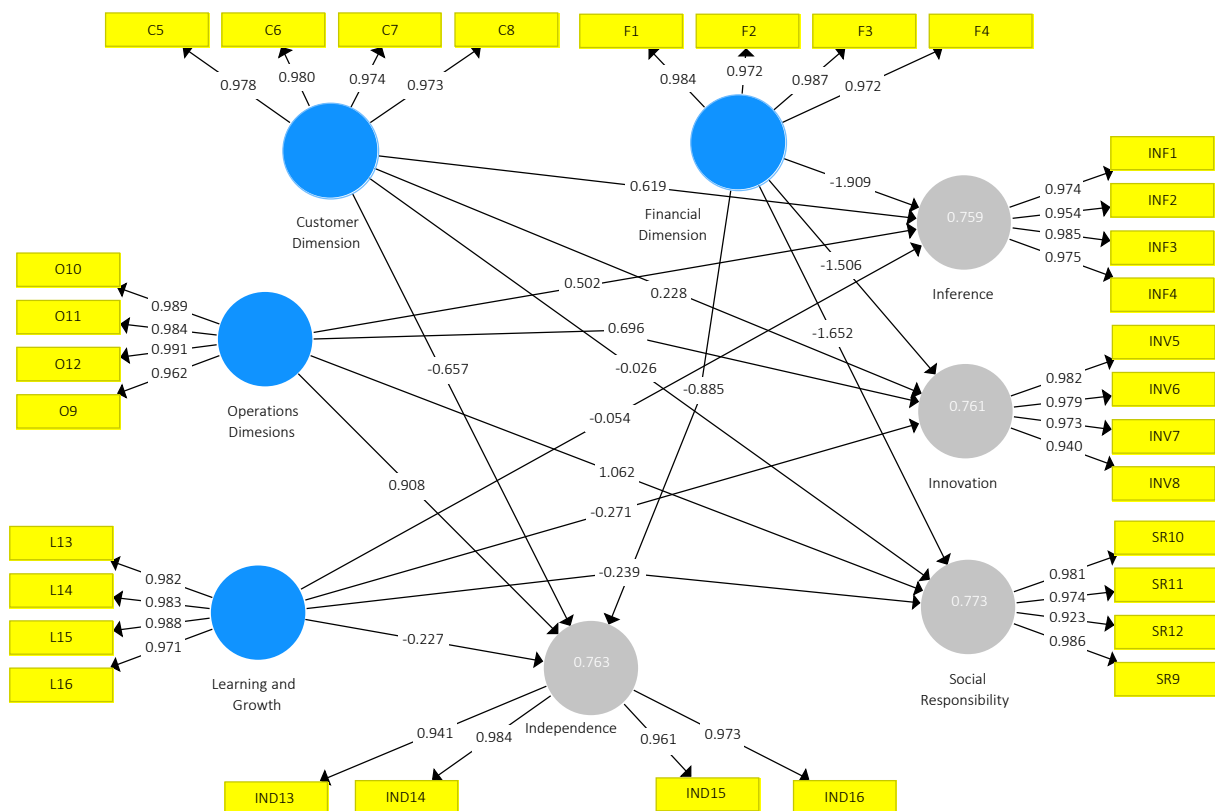 C5
C6
C7
C8
F1
F2
F3
F4
0.978
0.980
0.974
0.973
0.984
0.972
0.987
0.972
Customer
Dimension
Financial
Dimension
0.619
-1.909
0.759
Inference
0.974
0.954
0.985
0.975
INF1
INF2
INF3
INF4
O10
O11
O12
O9
0.989
0.984
0.991
0.962
Operations
Dimesions
0.502
0.228
-1.506
0.696
-1.652
-0.657
-0.026
-0.885
-0.054
0.761
Innovation
0.982
0.979
0.973
0.940
INV5
INV6
INV7
INV8
0.908
1.062
-0.271
-0.239
-0.227
L13
L14
L15
L16
0.982
0.983
0.988
0.971
Learning and
Growth
0.773
Social
Responsibility
0.981
0.974
0.923
0.986
SR10
SR11
SR12
SR9
0.763
Independence
0.941
0.984
0.961
0.973
IND13
IND14
IND15
IND16